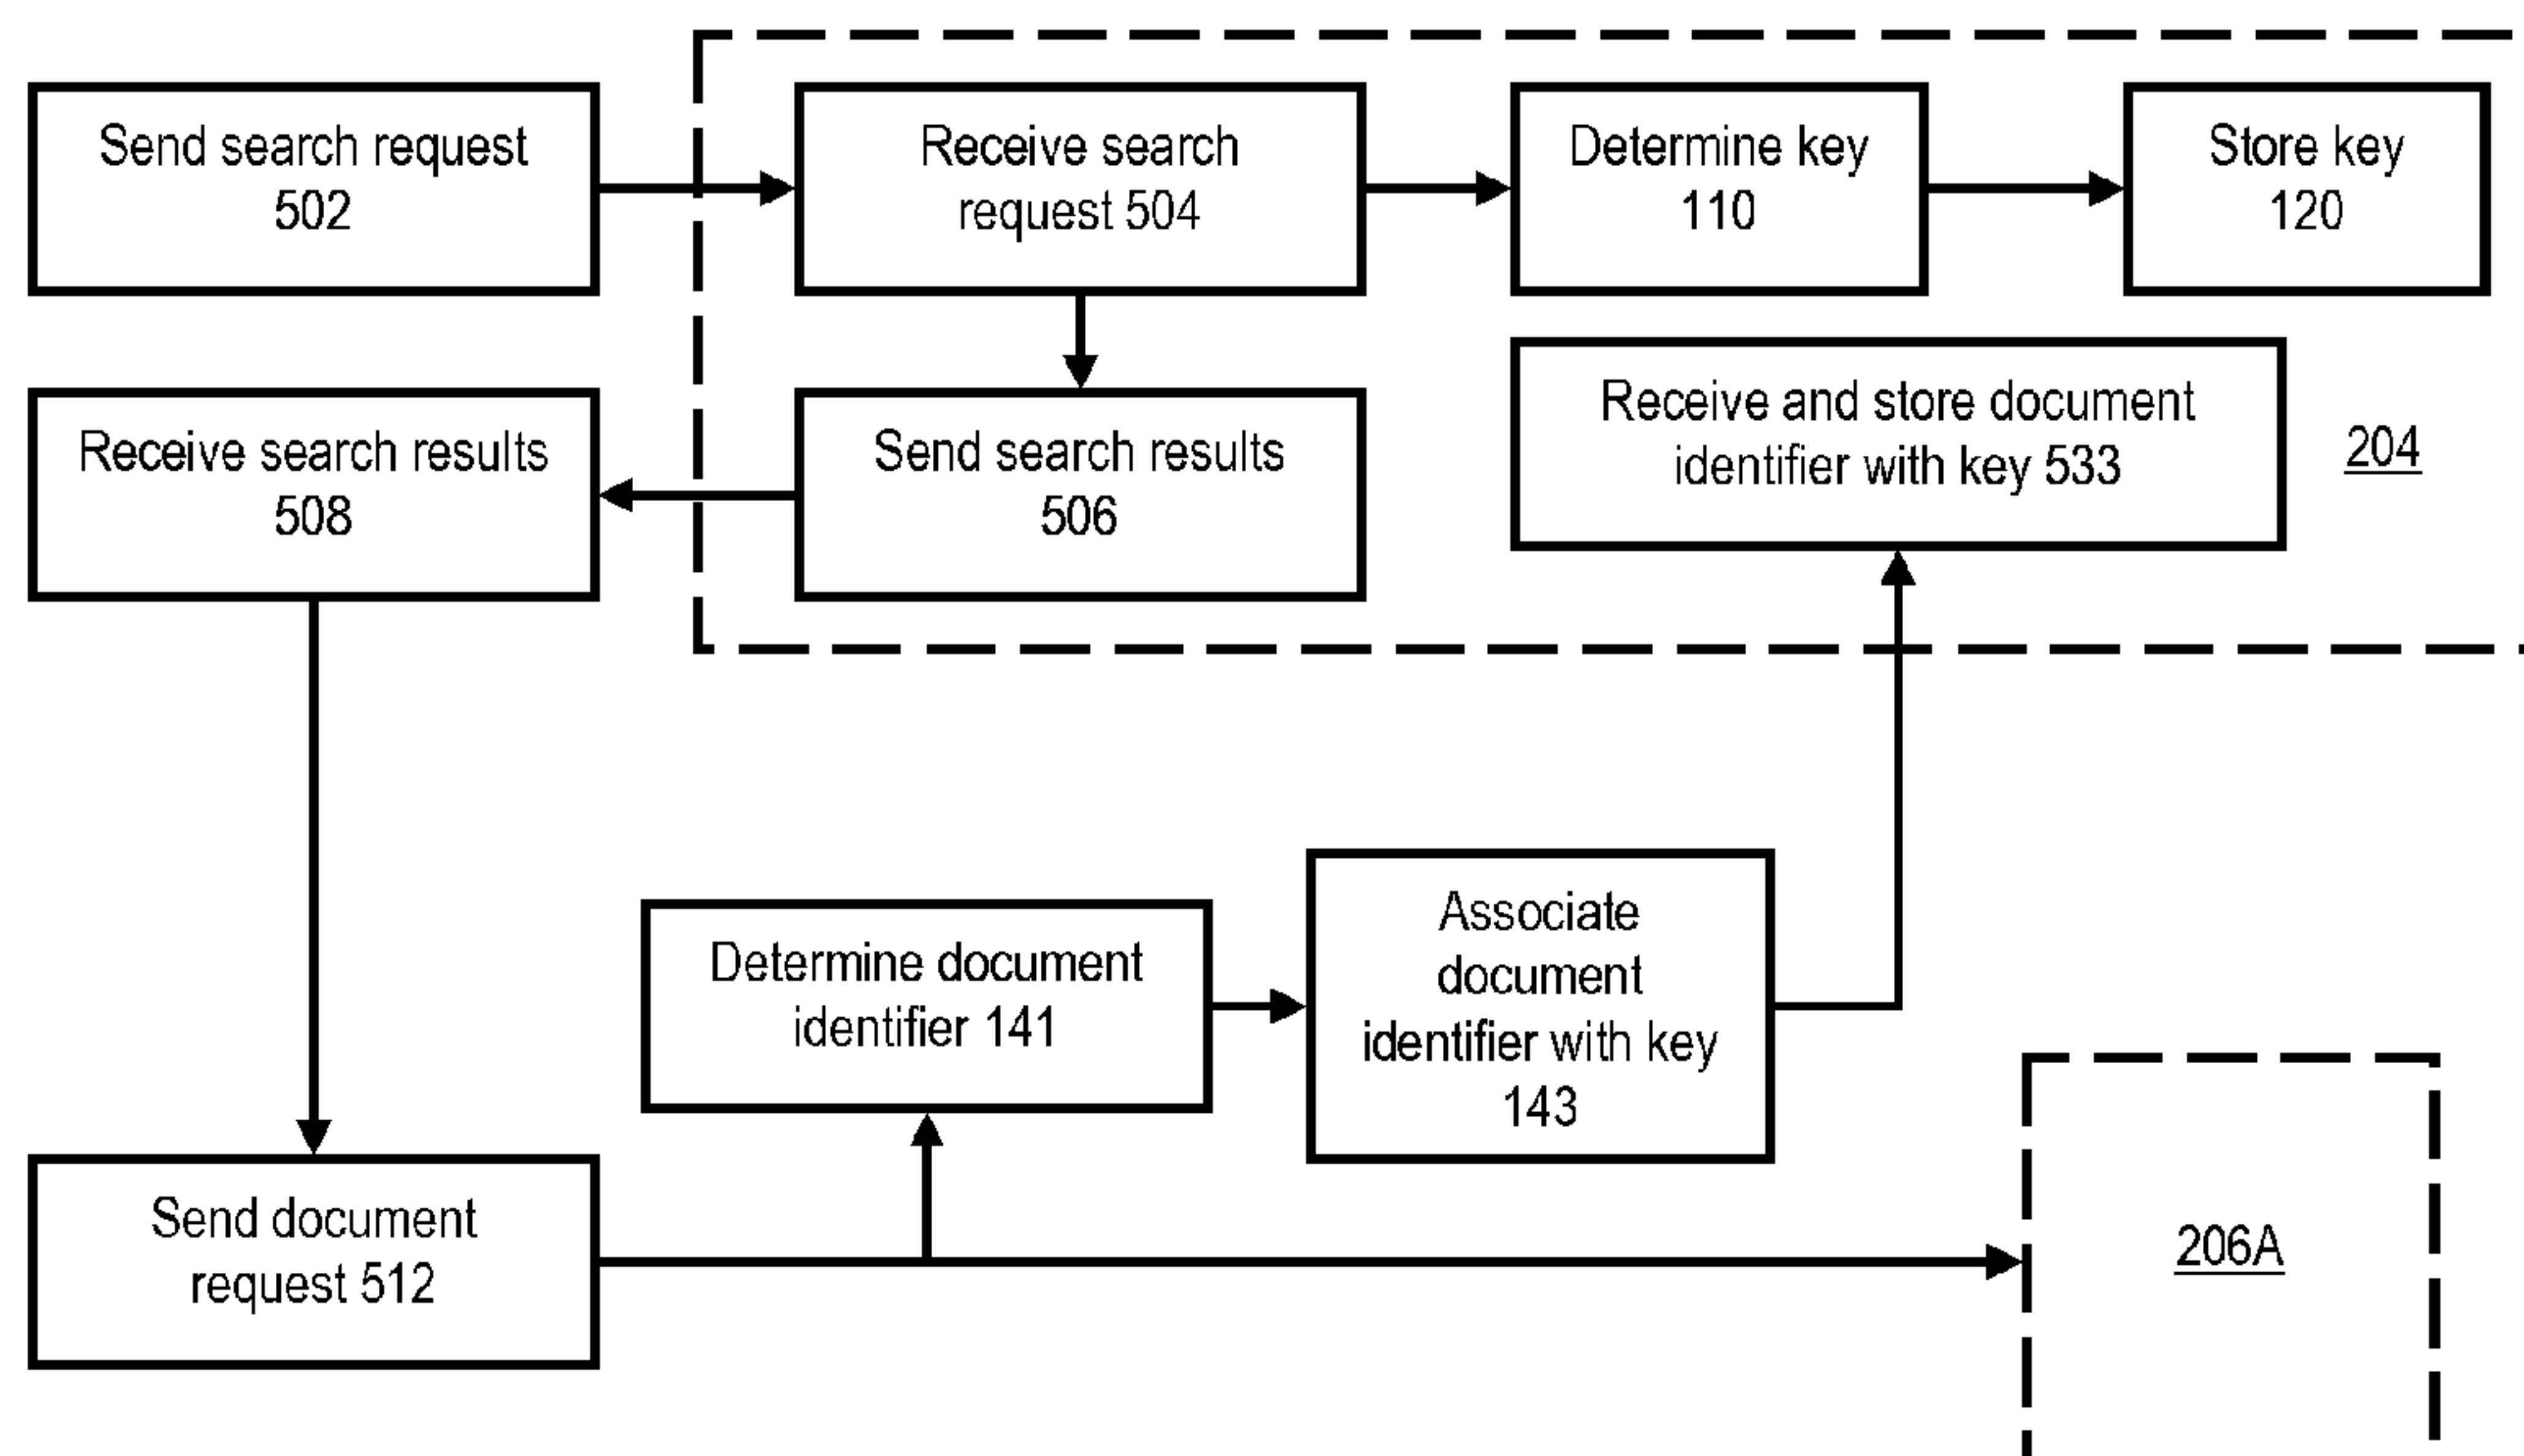 Send search request
502
Receive search
request 504
Determine key
110
Store key
120
Receive search results
508
Send search results
506
Receive and store document
identifier with key 533
204
Determine document
identifier 141
Associate
document
identifier with key
143
Send document
request 512
206A